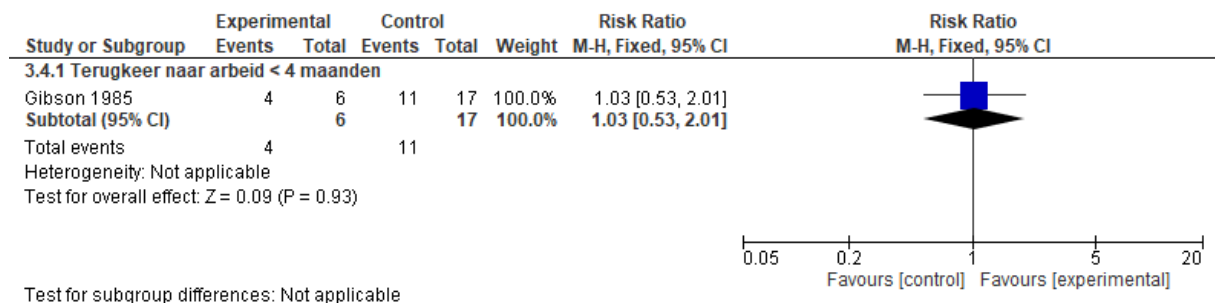 Experimental Control Risk Ratio Risk Ratio
Study or Subgroup Events Total Events Total Weight M-H, Fixed, 95% CI M-H, Fixed, 95% CI
3.4.1 Terugkeer naar arbeid < 4 maanden
Gibson 1985 4 6 11 17 100.0% 1.03 [0.53, 2.01]
Subtotal (95% CI) 6 17 100.0% 1.03 [0.53, 2.01]
Total events 4 11
Heterogeneity: Not applicable
Test for overall effect: Z = 0.09 (P = 0.93)
0.05 0.2 1 5 20
Favours [control] Favours [experimental]
Test for subgroup differences: Not applicable